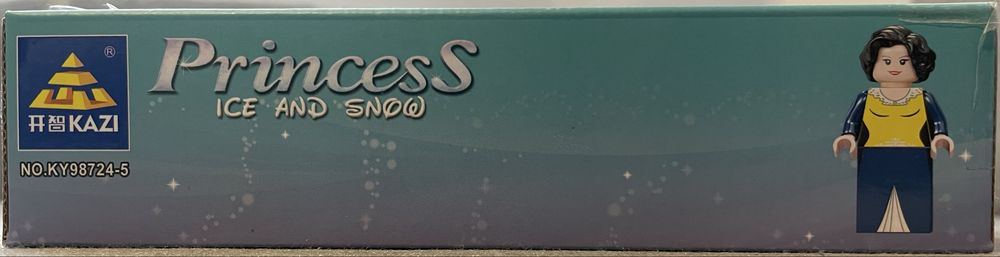 PrincesS
ICE AND SNOW
®
开智KAZI
NO.KY98724-5